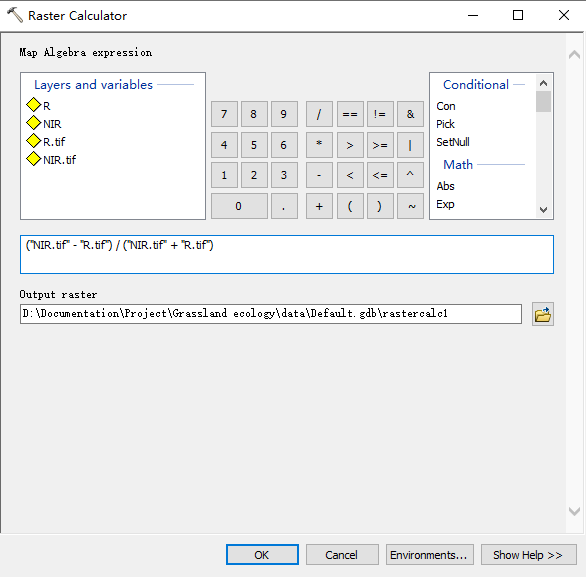 Raster Calculator
Map Algebra expression
Layers and variables
R
NIR
R.tif
NIR.tif
7 8 9 / == != &
4 5 6 * > >= |
1 2 3 - < <= ^
0 . + ( ) ~
Conditional
Con
Pick
SetNull
Math
Abs
Exp
("NIR.tif" - "R.tif") / ("NIR.tif" + "R.tif")
Output raster
D:\Documentation\Project\Grassland ecology\data\Default.gdb\rastercalc1
OK Cancel Environments... Show Help >>